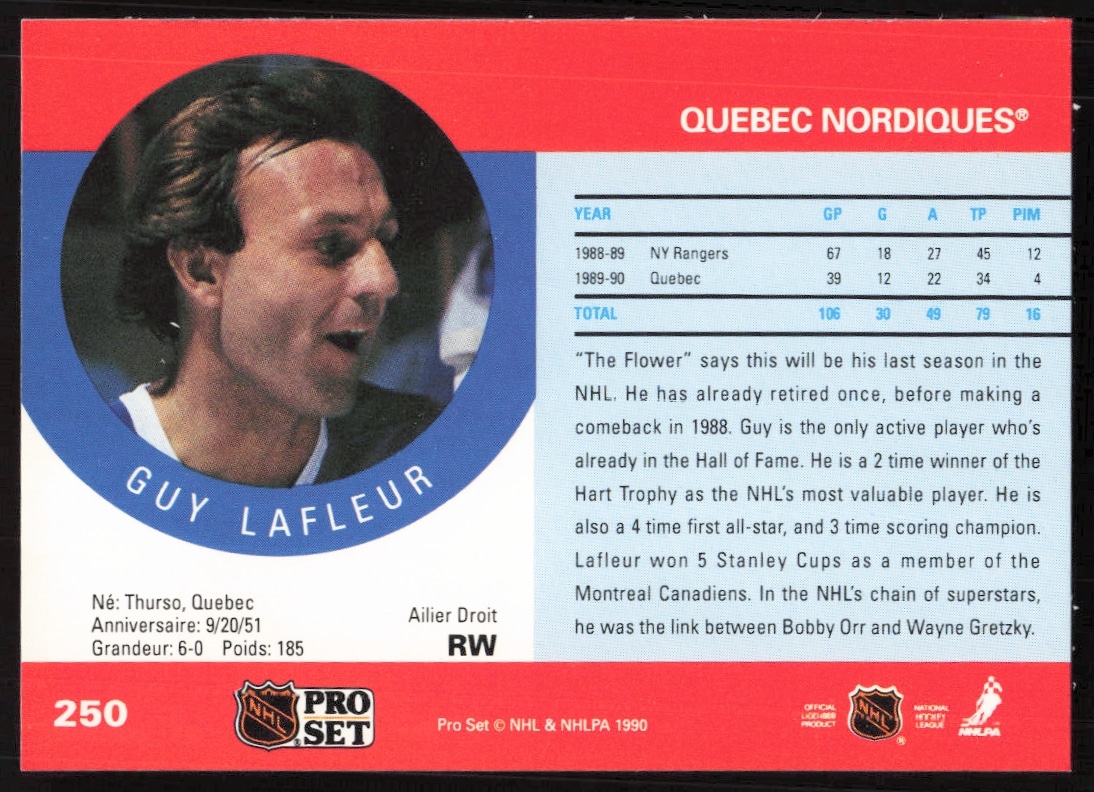 QUEBEC NORDIQUES®
YEAR GP G A TP PIM
1988-89 NY Rangers 67 18 27 45 12
1989-90 Quebec 39 12 22 34 4
TOTAL 106 30 49 79 16
"The Flower" says this will be his last season in the
NHL. He has already retired once, before making a
comeback in 1988. Guy is the only active player who's
already in the Hall of Fame. He is a 2 time winner of the
Hart Trophy as the NHL's most valuable player. He is
also a 4 time first all-star, and 3 time scoring champion.
Lafleur won 5 Stanley Cups as a member of the
Montreal Canadiens. In the NHL's chain of superstars,
he was the link between Bobby Orr and Wayne Gretzky.
GUY LAFLEUR
Né: Thurso, Quebec
Anniversaire: 9/20/51
Grandeur: 6-0 Poids: 185
Ailier Droit
RW
250
NHL
PRO
SET
®
Pro Set © NHL & NHLPA 1990
OFFICIAL
LICENSED
PRODUCT
NHL
®
NATIONAL
HOCKEY
LEAGUE
NHLPA